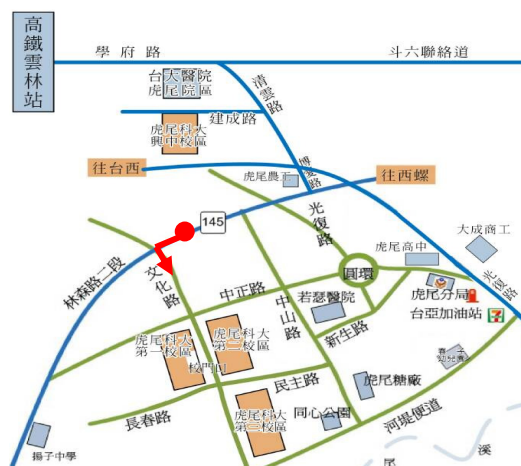 高鐵雲林站
學府路
斗六聯絡道
台大醫院
虎尾院區
清雲路
建成路
虎尾科大
興中校區
博愛路
往台西
虎尾農工
往西螺
145
光復路
大成商工
虎尾高中
林森路二段
文化路
圓環
光復路
中正路
中山路
若瑟醫院
虎尾分局
台亞加油站
新生路
虎尾科大
第一校區
校門口
虎尾科大
第二校區
民主路
虎尾糖廠
幼兒園
長春路
虎尾科大
第三校區
同心公園
河堤便道
揚子中學
尾
溪